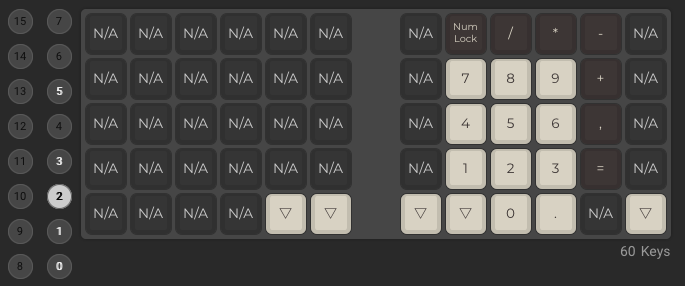 15 7 N/A N/A N/A N/A N/A N/A N/A Num Lock / * - N/A
14 6 N/A N/A N/A N/A N/A N/A N/A 7 8 9 + N/A
13 5
12 4 N/A N/A N/A N/A N/A N/A N/A 4 5 6 , N/A
11 3 N/A N/A N/A N/A N/A N/A N/A 1 2 3 = N/A
10 2 N/A N/A N/A N/A ▽ ▽ ▽ ▽ 0 . N/A ▽
9 1
60 Keys
8 0